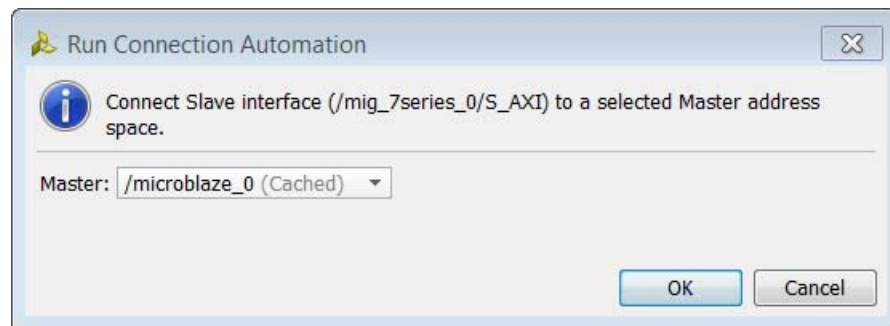 Run Connection Automation
Connect Slave interface (/mig_7series_0/S_AXI) to a selected Master address
space.
Master: /microblaze_0 (Cached)
OK Cancel